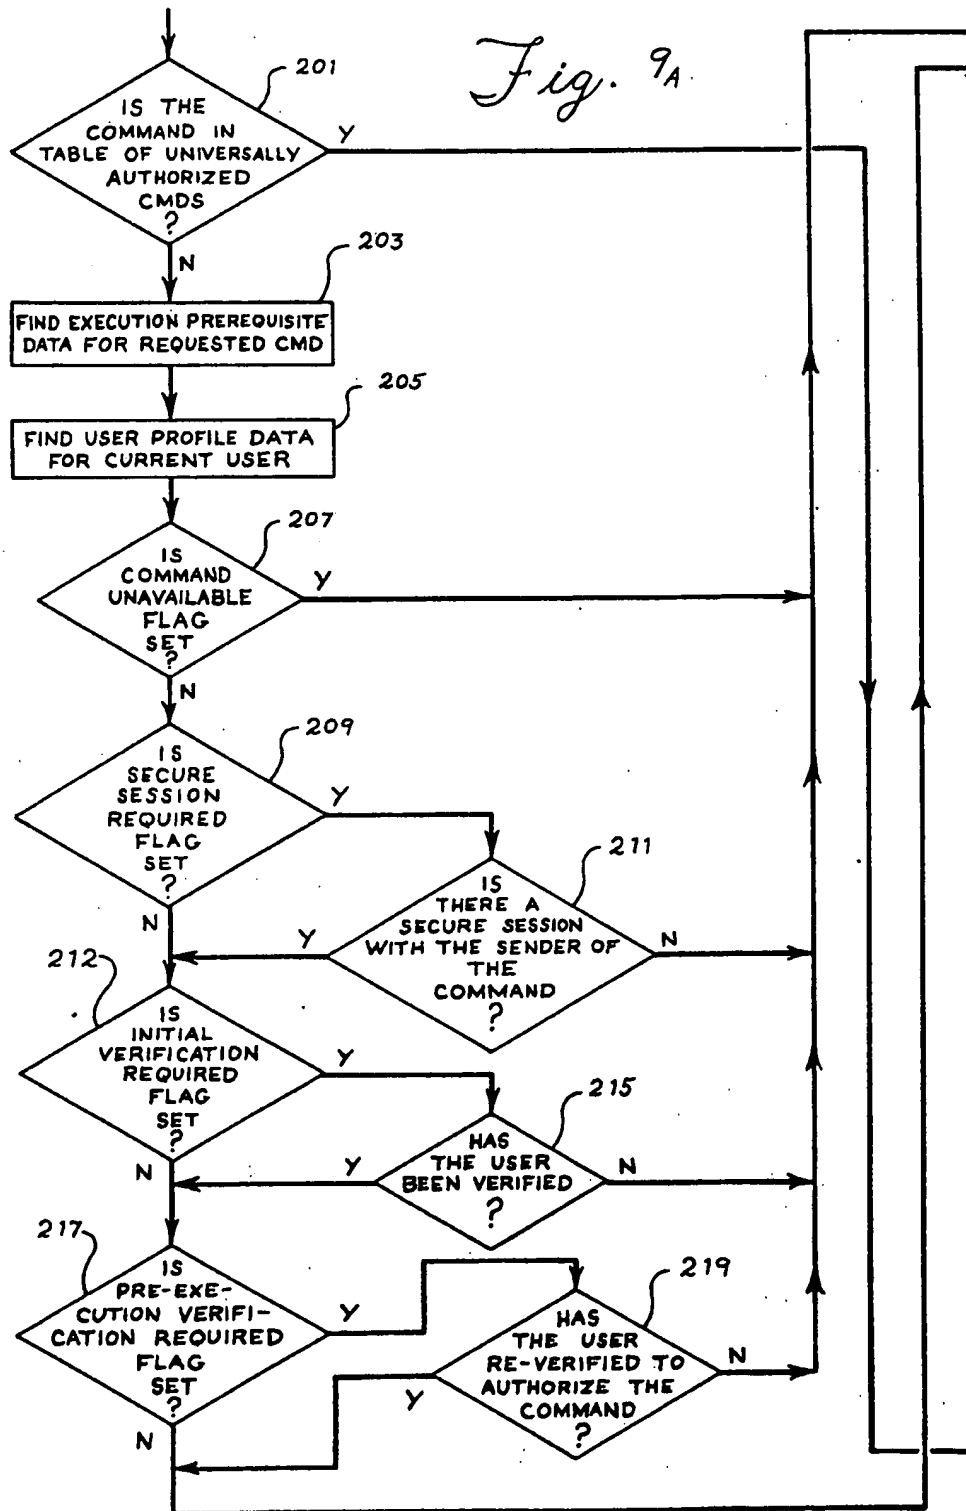 Fig. 9A
201
IS THE
COMMAND IN
TABLE OF UNIVERSALLY
AUTHORIZED
CMDS
?
Y
N
203
FIND EXECUTION PREREQUISITE
DATA FOR REQUESTED CMD
205
FIND USER PROFILE DATA
FOR CURRENT USER
207
IS
COMMAND
UNAVAILABLE
FLAG
SET
?
Y
N
209
IS
SECURE
SESSION
REQUIRED
FLAG
SET
?
Y
N
211
IS
THERE A
SECURE SESSION
WITH THE SENDER OF
THE
COMMAND
?
Y
N
212
IS
INITIAL
VERIFICATION
REQUIRED
FLAG
SET
?
Y
N
215
HAS
THE USER
BEEN VERIFIED
?
Y
N
217
IS
PRE-EXE-
CUTION VERIFI-
CATION REQUIRED
FLAG
SET
?
Y
N
219
HAS
THE USER
RE-VERIFIED TO
AUTHORIZE THE
COMMAND
?
Y
N